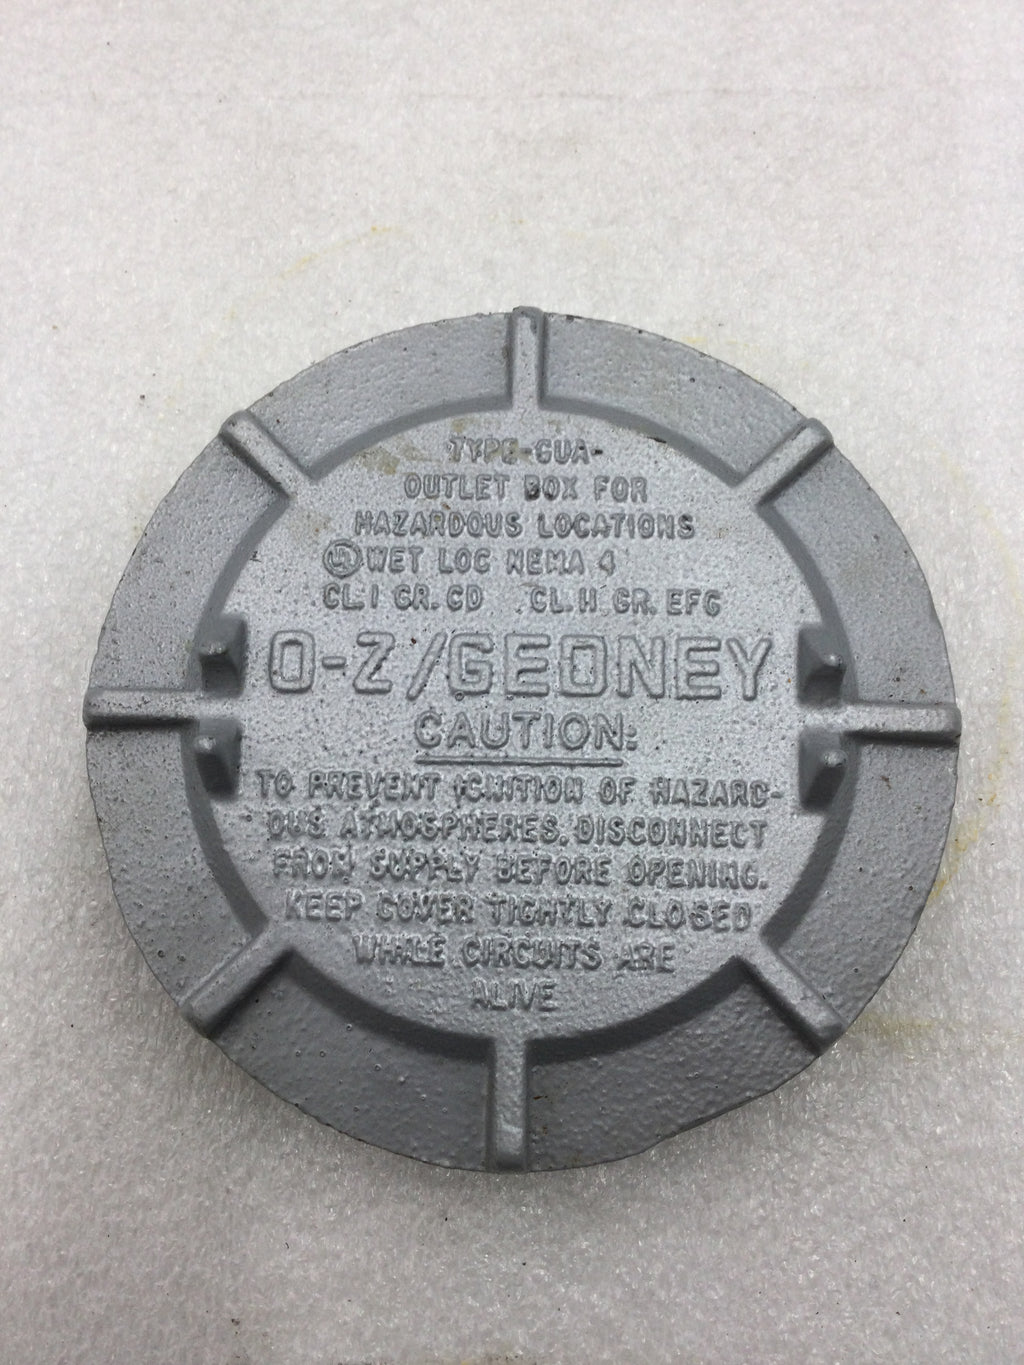 TYPE-GUA-
OUTLET BOX FOR
HAZARDOUS LOCATIONS
UL WET LOC NEMA 4
CL.I GR.CD CL.II GR.EFG
O-Z/GEDNEY
CAUTION:
TO PREVENT IGNITION OF HAZARD-
OUS ATMOSPHERES, DISCONNECT
FROM SUPPLY BEFORE OPENING.
KEEP COVER TIGHTLY CLOSED
WHILE CIRCUITS ARE
ALIVE